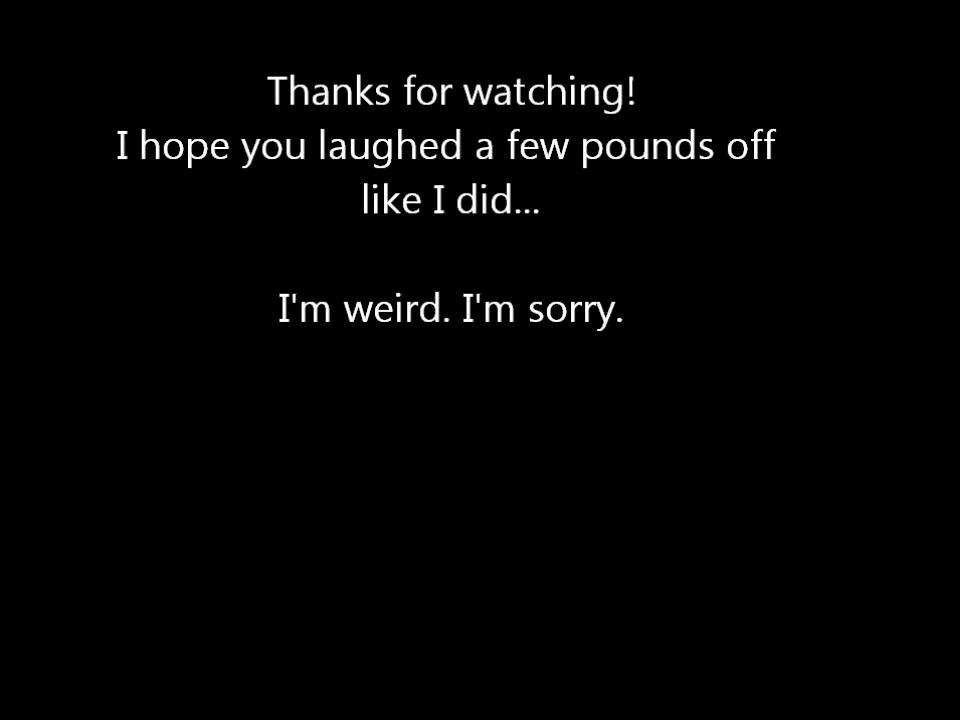 Thanks for watching!
I hope you laughed a few pounds off
like I did...
I'm weird. I'm sorry.